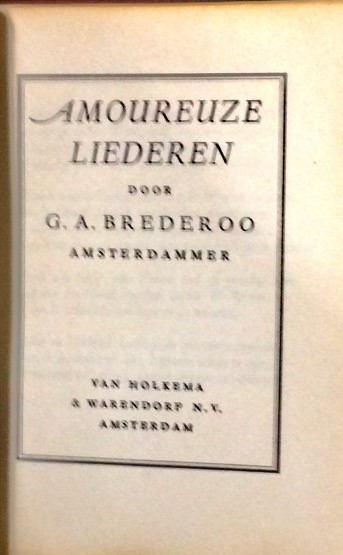 AMOUREUZE
LIEDEREN
DOOR
G. A. BREDEROO
AMSTERDAMMER
VAN HOLKEMA
& WARENDORF N.V.
AMSTERDAM